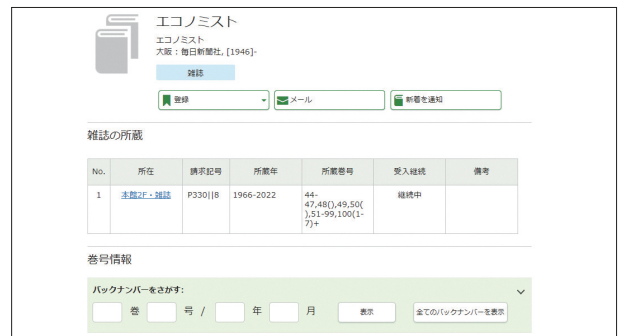 エコノミスト
エコノミスト
大阪 : 毎日新聞社, [1946]-
雑誌
登録
メール
新着を通知
雑誌の所蔵
No. 所在 請求記号 所蔵年 所蔵巻号 受入継続 備考
1 本館2F・雑誌 P330||8 1966-2022 44- 継続中
47,48(),49,50(
),51-99,100(1-
7)+
巻号情報
バックナンバーをさがす:
巻 号 / 年 月 表示 全てのバックナンバーを表示